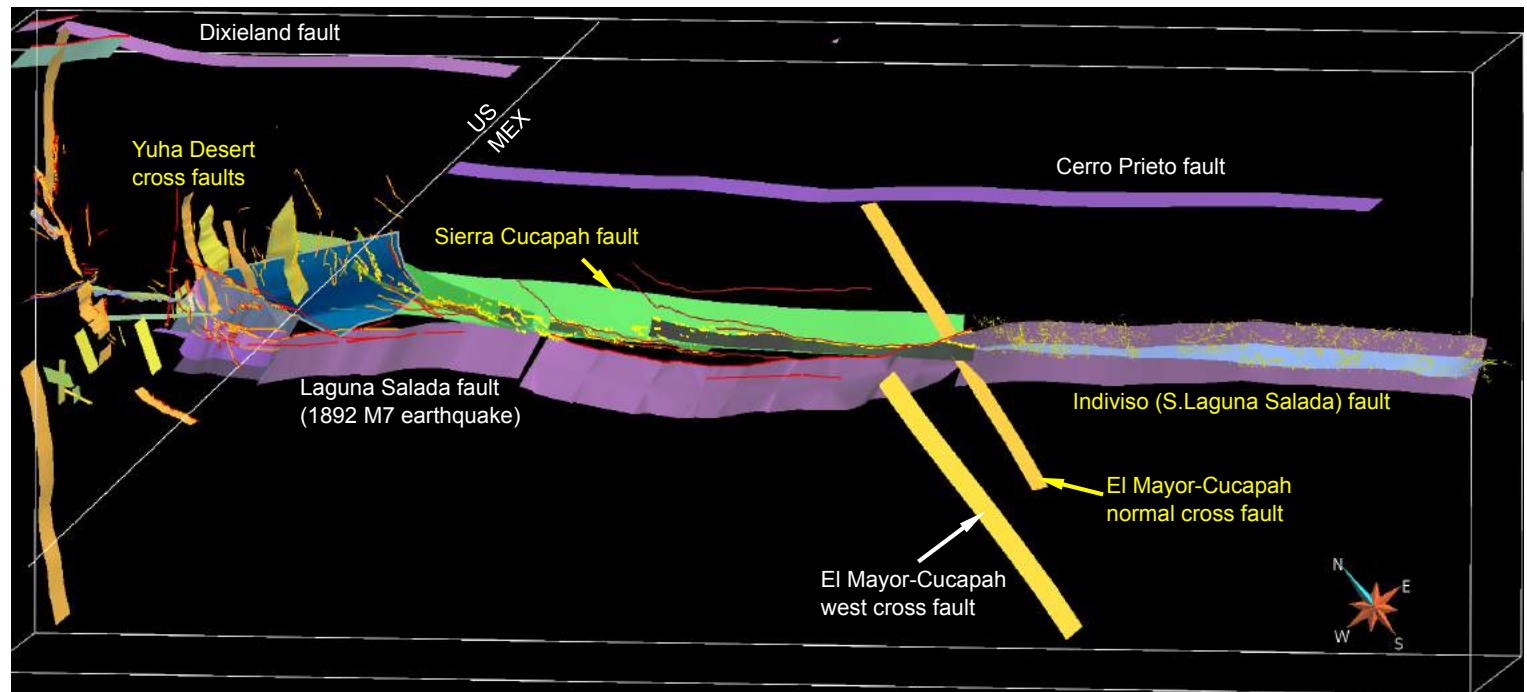 Dixieland fault
US
MEX
Yuha Desert
cross faults
Cerro Prieto fault
Sierra Cucapah fault
Laguna Salada fault
(1892 M7 earthquake)
Indiviso (S.Laguna Salada) fault
El Mayor-Cucapah
normal cross fault
El Mayor-Cucapah
west cross fault
N
E
W
S